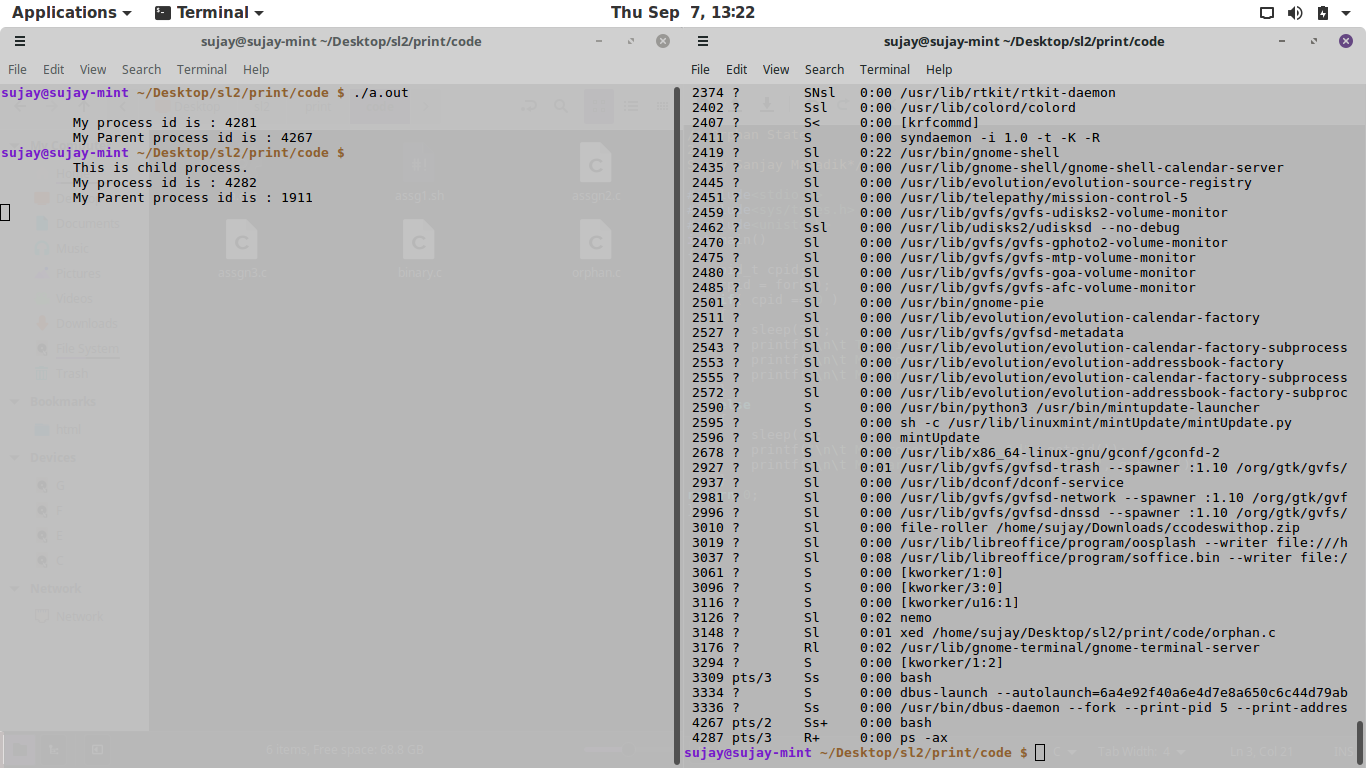 Applications Terminal Thu Sep 7, 13:22
sujay@sujay-mint ~/Desktop/sl2/print/code
File Edit View Search Terminal Help
sujay@sujay-mint ~/Desktop/sl2/print/code $ ./a.out
My process id is : 4281
My Parent process id is : 4267
sujay@sujay-mint ~/Desktop/sl2/print/code $
This is child process.
My process id is : 4282
My Parent process id is : 1911
assg1.sh
assgn2.c
assgn3.c
binary.c
orphan.c
Documents
Music
Pictures
Videos
Downloads
File System
Trash
Bookmarks
html
Devices
E
C
Network
Network
sujay@sujay-mint ~/Desktop/sl2/print/code
File Edit View Search Terminal Help
2374 ? SNsl 0:00 /usr/lib/rtkit/rtkit-daemon
2402 ? Ssl 0:00 /usr/lib/colord/colord
2407 ? S< 0:00 [krfcommd]
2411 ? S 0:00 syndaemon -i 1.0 -t -K -R
2419 ? Sl 0:22 /usr/bin/gnome-shell
2435 ? Sl 0:00 /usr/lib/gnome-shell/gnome-shell-calendar-server
2445 ? Sl 0:00 /usr/lib/evolution/evolution-source-registry
2451 ? Sl 0:00 /usr/lib/telepathy/mission-control-5
2459 ? Sl 0:00 /usr/lib/gvfs/gvfs-udisks2-volume-monitor
2462 ? Ssl 0:00 /usr/lib/udisks2/udisksd --no-debug
2470 ? Sl 0:00 /usr/lib/gvfs/gvfs-gphoto2-volume-monitor
2475 ? Sl 0:00 /usr/lib/gvfs/gvfs-mtp-volume-monitor
2480 ? Sl 0:00 /usr/lib/gvfs/gvfs-goa-volume-monitor
2485 ? Sl 0:00 /usr/lib/gvfs/gvfs-afc-volume-monitor
2501 ? Sl 0:00 /usr/bin/gnome-pie
2511 ? Sl 0:00 /usr/lib/evolution/evolution-calendar-factory
2527 ? Sl 0:00 /usr/lib/gvfs/gvfsd-metadata
2543 ? Sl 0:00 /usr/lib/evolution/evolution-calendar-factory-subprocess
2553 ? Sl 0:00 /usr/lib/evolution/evolution-addressbook-factory
2555 ? Sl 0:00 /usr/lib/evolution/evolution-calendar-factory-subprocess
2572 ? Sl 0:00 /usr/lib/evolution/evolution-addressbook-factory-subproc
2590 ? S 0:00 /usr/bin/python3 /usr/bin/mintupdate-launcher
2595 ? S 0:00 sh -c /usr/lib/linuxmint/mintUpdate/mintUpdate.py
2596 ? Sl 0:00 mintUpdate
2678 ? S 0:00 /usr/lib/x86_64-linux-gnu/gconf/gconfd-2
2927 ? Sl 0:01 /usr/lib/gvfs/gvfsd-trash --spawner :1.10 /org/gtk/gvfs/
2937 ? Sl 0:00 /usr/lib/dconf/dconf-service
2981 ? Sl 0:00 /usr/lib/gvfs/gvfsd-network --spawner :1.10 /org/gtk/gvf
2996 ? Sl 0:00 /usr/lib/gvfs/gvfsd-dnssd --spawner :1.10 /org/gtk/gvfs/
3010 ? Sl 0:00 file-roller /home/sujay/Downloads/ccodeswithop.zip
3019 ? Sl 0:00 /usr/lib/libreoffice/program/oosplash --writer file:///h
3037 ? Sl 0:08 /usr/lib/libreoffice/program/soffice.bin --writer file:/
3061 ? S 0:00 [kworker/1:0]
3096 ? S 0:00 [kworker/3:0]
3116 ? S 0:00 [kworker/u16:1]
3126 ? Sl 0:02 nemo
3148 ? Sl 0:01 xed /home/sujay/Desktop/sl2/print/code/orphan.c
3176 ? Rl 0:02 /usr/lib/gnome-terminal/gnome-terminal-server
3294 ? S 0:00 [kworker/1:2]
3309 pts/3 Ss 0:00 bash
3334 ? S 0:00 dbus-launch --autolaunch=6a4e92f40a6e4d7e8a650c6c44d79ab
3336 ? Ss 0:00 /usr/bin/dbus-daemon --fork --print-pid 5 --print-addres
4267 pts/2 Ss+ 0:00 bash
4287 pts/3 R+ 0:00 ps -ax
sujay@sujay-mint ~/Desktop/sl2/print/code $